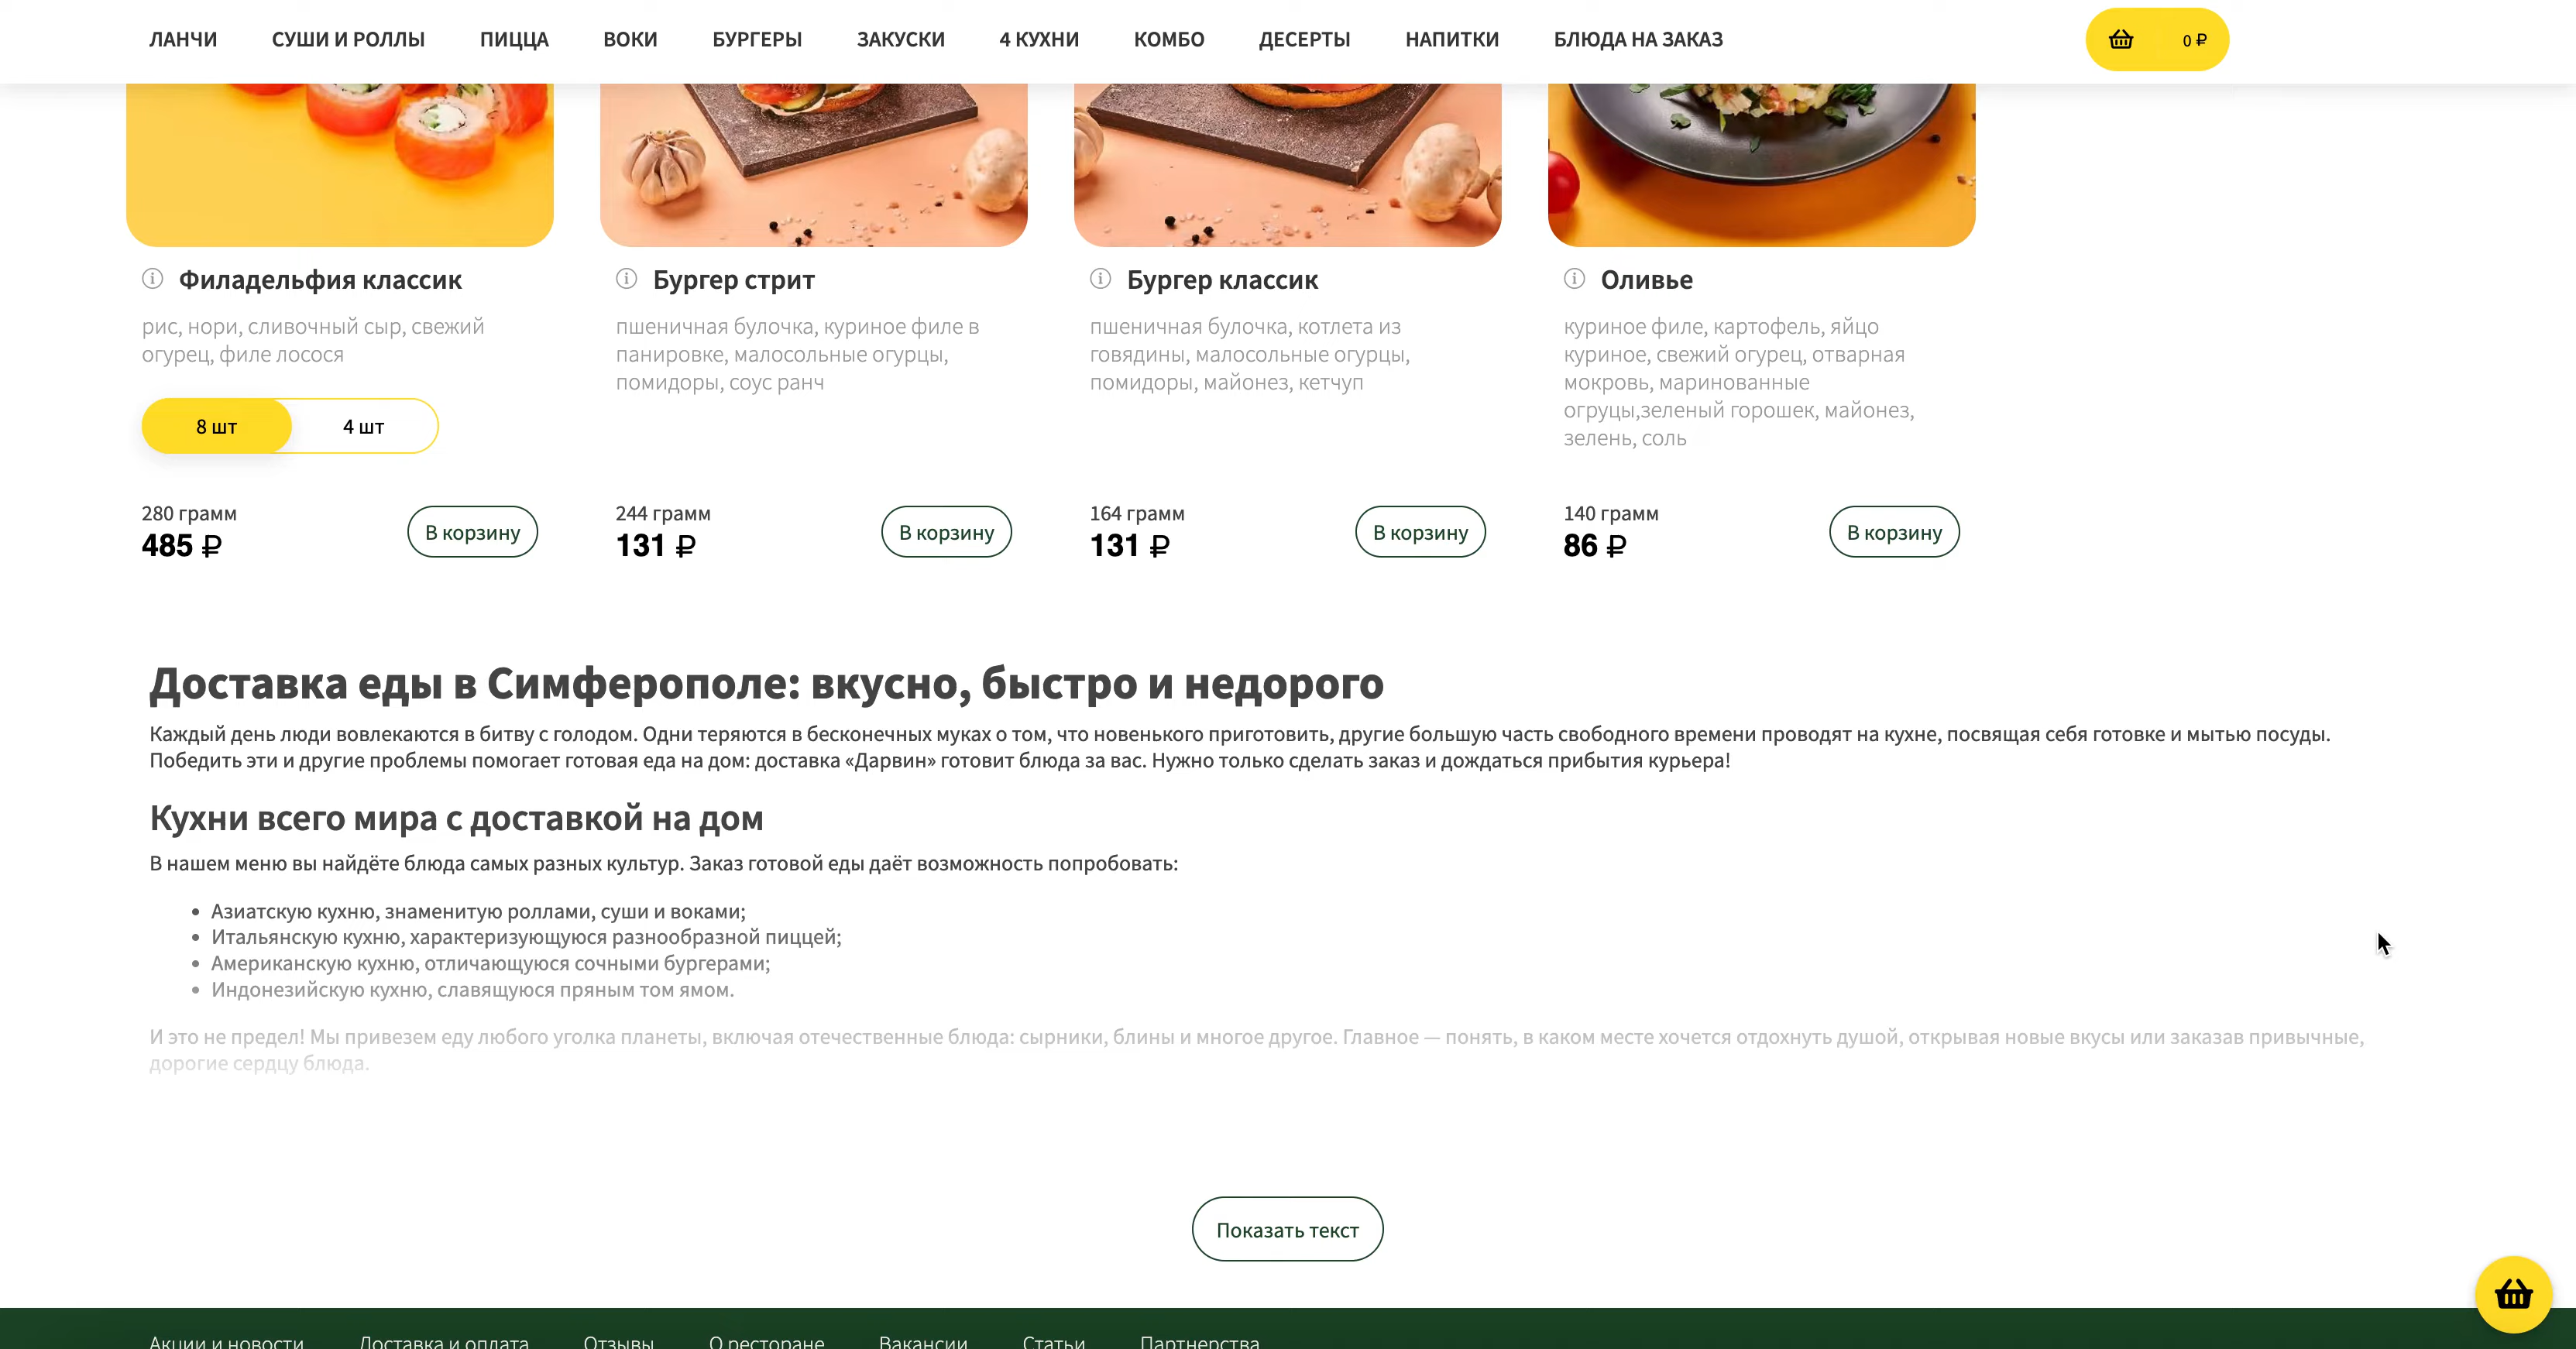 ЛАНЧИ СУШИ И РОЛЛЫ ПИЦЦА ВОКИ БУРГЕРЫ ЗАКУСКИ 4 КУХНИ КОМБО ДЕСЕРТЫ НАПИТКИ БЛЮДА НА ЗАКАЗ 0 ₽
Филадельфия классик
рис, нори, сливочный сыр, свежий
огурец, филе лосося
8 шт 4 шт
280 грамм
485 ₽
В корзину
Бургер стрит
пшеничная булочка, куриное филе в
панировке, малосольные огурцы,
помидоры, соус ранч
244 грамм
131 ₽
В корзину
Бургер классик
пшеничная булочка, котлета из
говядины, малосольные огурцы,
помидоры, майонез, кетчуп
164 грамм
131 ₽
В корзину
Оливье
куриное филе, картофель, яйцо
куриное, свежий огурец, отварная
мокровь, маринованные
огруцы,зеленый горошек, майонез,
зелень, соль
140 грамм
86 ₽
В корзину
Доставка еды в Симферополе: вкусно, быстро и недорого
Каждый день люди вовлекаются в битву с голодом. Одни теряются в бесконечных муках о том, что новенького приготовить, другие большую часть свободного времени проводят на кухне, посвящая себя готовке и мытью посуды.
Победить эти и другие проблемы помогает готовая еда на дом: доставка «Дарвин» готовит блюда за вас. Нужно только сделать заказ и дождаться прибытия курьера!
Кухни всего мира с доставкой на дом
В нашем меню вы найдёте блюда самых разных культур. Заказ готовой еды даёт возможность попробовать:
• Азиатскую кухню, знаменитую роллами, суши и воками;
• Итальянскую кухню, характеризующуюся разнообразной пиццей;
• Американскую кухню, отличающуюся сочными бургерами;
• Индонезийскую кухню, славящуюся пряным том ямом.
И это не предел! Мы привезем еду любого уголка планеты, включая отечественные блюда: сырники, блины и многое другое. Главное — понять, в каком месте хочется отдохнуть душой, открывая новые вкусы или заказав привычные,
дорогие сердцу блюда.
Показать текст
Акции и новости Доставка и оплата Отзывы О ресторане Вакансии Статьи Партнерства